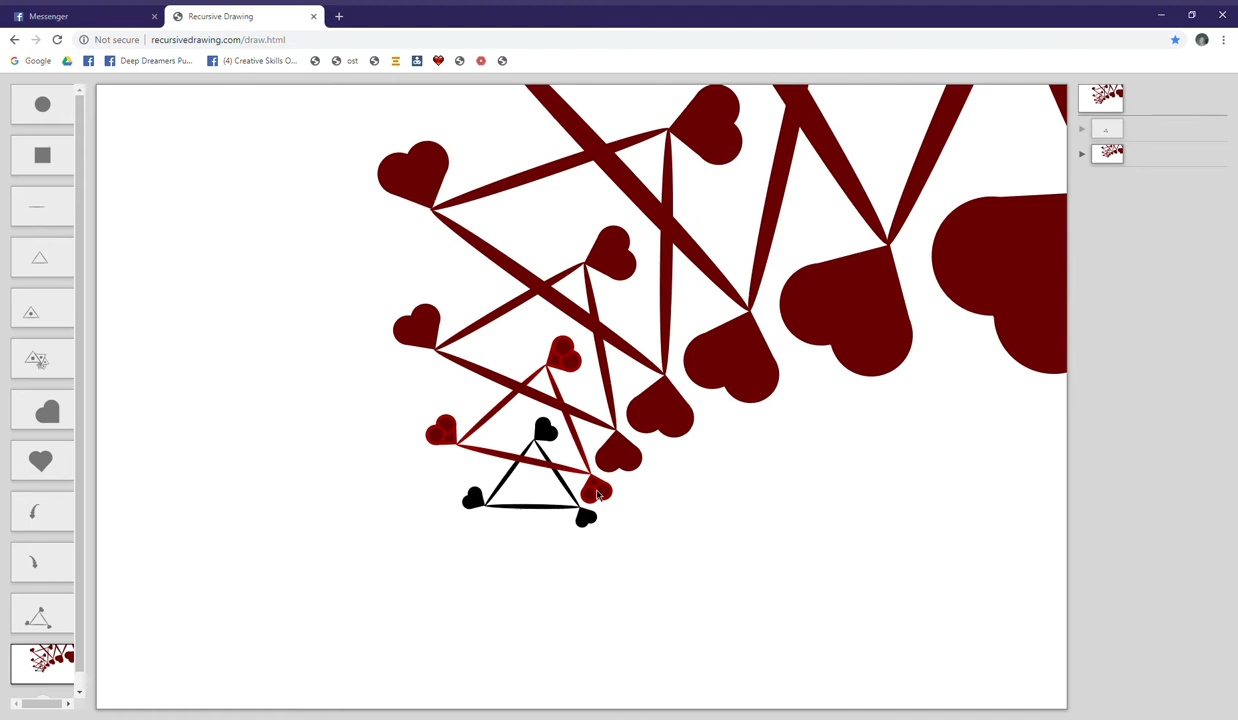 Messenger
Recursive Drawing
Not secure | recursivedrawing.com/draw.html
Google
Deep Dreamers Pu...
(4) Creative Skills O...
ost